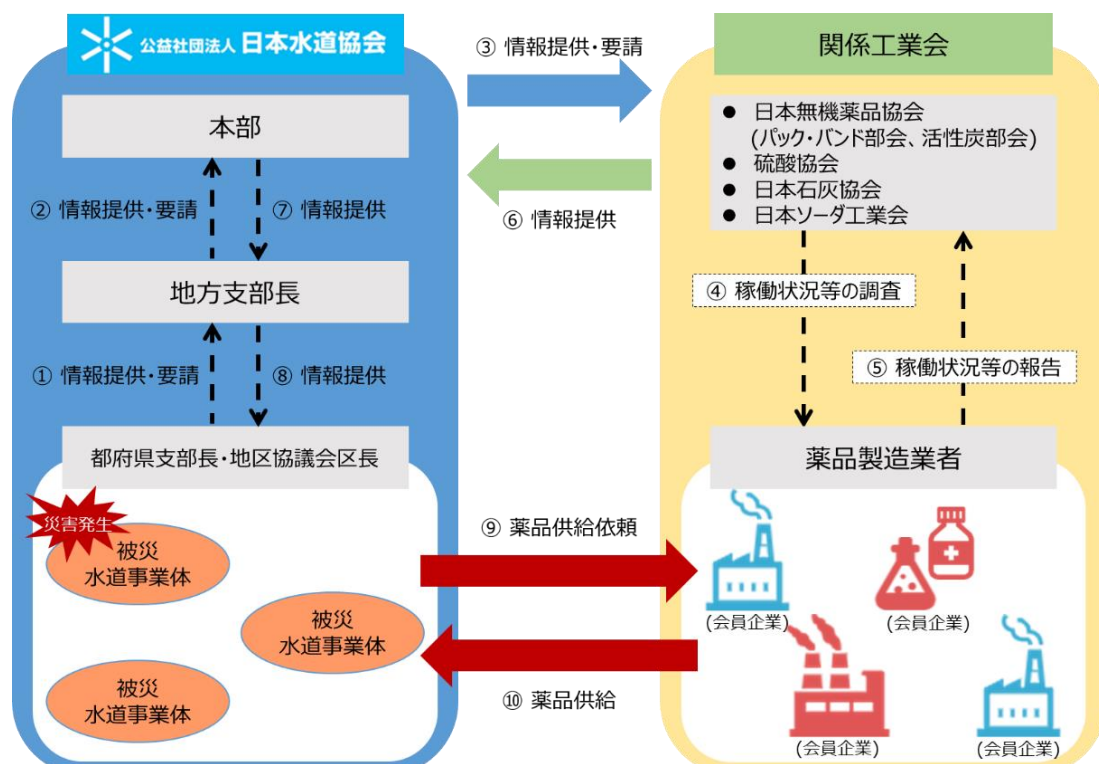 公益社団法人 日本水道協会
③ 情報提供・要請
関係工業会
本部
● 日本無機薬品協会
(パック・バンド部会、活性炭部会)
● 硫酸協会
● 日本石灰協会
● 日本ソーダ工業会
② 情報提供・要請
⑦ 情報提供
⑥ 情報提供
地方支部長
④ 稼働状況等の調査
① 情報提供・要請
⑧ 情報提供
⑤ 稼働状況等の報告
都府県支部長・地区協議会区長
薬品製造業者
災害発生
被災
水道事業体
被災
水道事業体
被災
水道事業体
⑨ 薬品供給依頼
⑩ 薬品供給
(会員企業)
(会員企業)
(会員企業)
(会員企業)